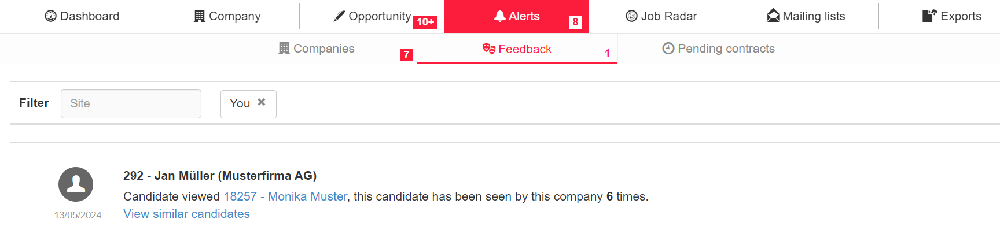 Dashboard Company Opportunity 10+ Alerts 8 Job Radar Mailing lists Exports
Companies 7 Feedback 1 Pending contracts
Filter Site You
292 - Jan Müller (Musterfirma AG)
Candidate viewed 18257 - Monika Muster, this candidate has been seen by this company 6 times.
13/05/2024 View similar candidates